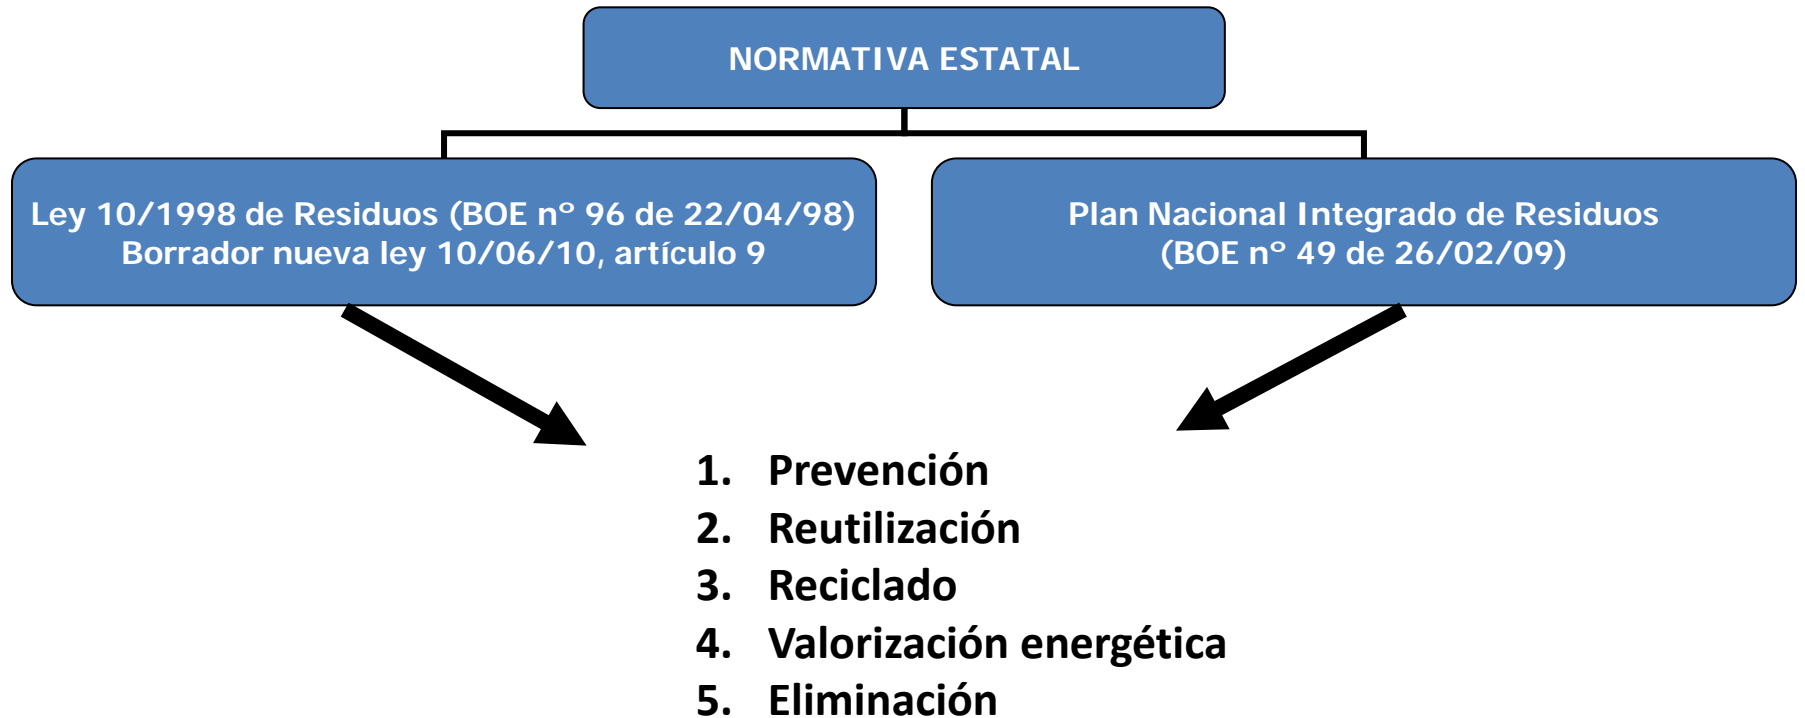 NORMATIVA ESTATAL
Ley 10/1998 de Residuos (BOE nº 96 de 22/04/98)
Borrador nueva ley 10/06/10, artículo 9
Plan Nacional Integrado de Residuos
(BOE nº 49 de 26/02/09)
1. Prevención
2. Reutilización
3. Reciclado
4. Valorización energética
5. Eliminación